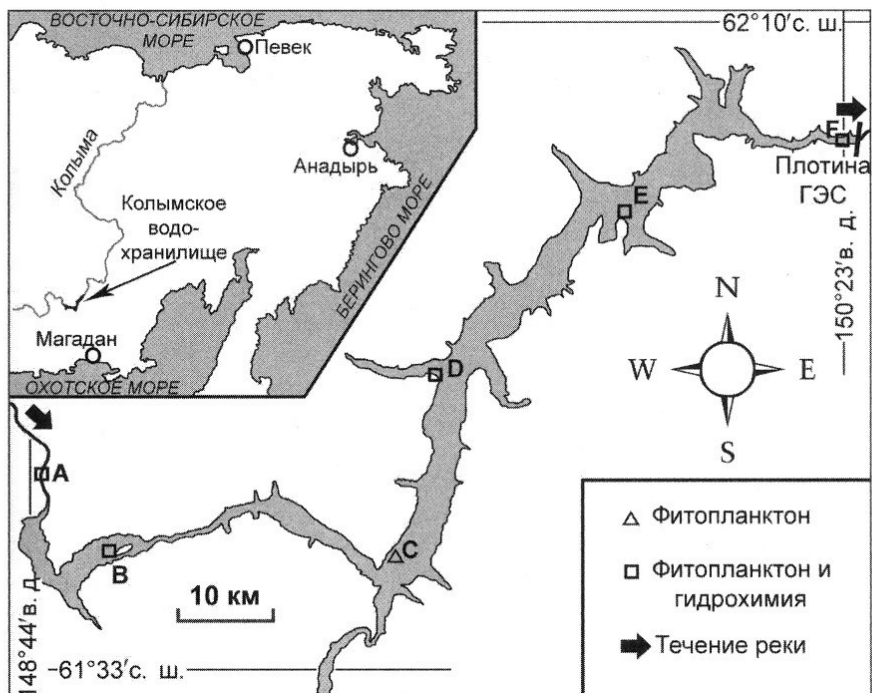 ВОСТОЧНО-СИБИРСКОЕ
МОРЕ
Певек
Анадырь
Колыма
Колымское
водо-
хранилище
БЕРИНГОВО МОРЕ
Магадан
ОХОТСКОЕ МОРЕ
62°10′с. ш.
F
Плотина
ГЭС
150°23′в. д.
E
D
N
W
E
S
A
B
C
10 км
148°44′в. д.
61°33′с. ш.
Фитопланктон
Фитопланктон и
гидрохимия
Течение реки